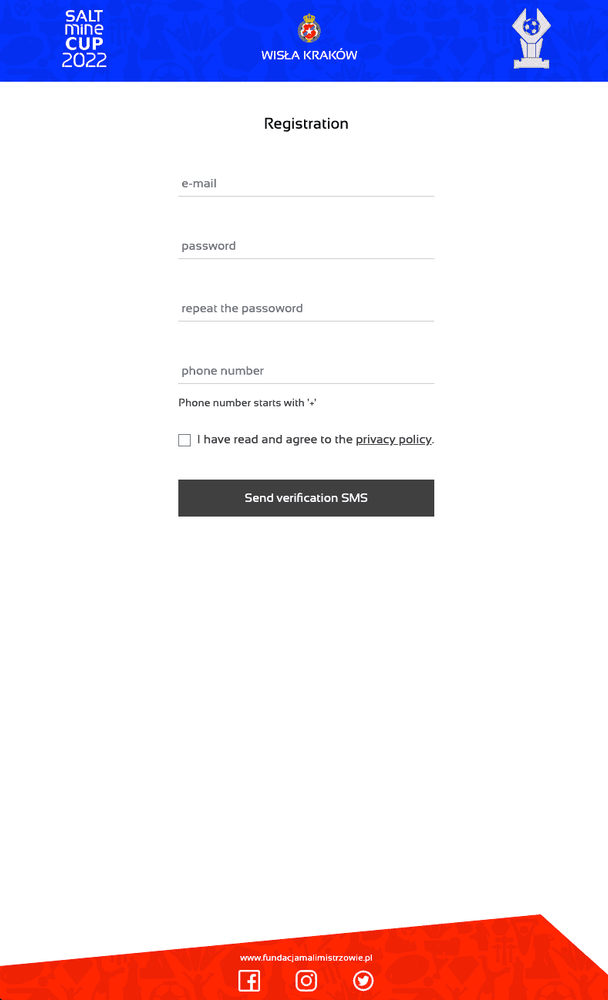 SALT
mine
CUP
2022
WISŁA KRAKÓW
Registration
e-mail
password
repeat the passoword
phone number
Phone number starts with '+'
I have read and agree to the privacy policy.
Send verification SMS
www.fundacjamalimistrzowie.pl